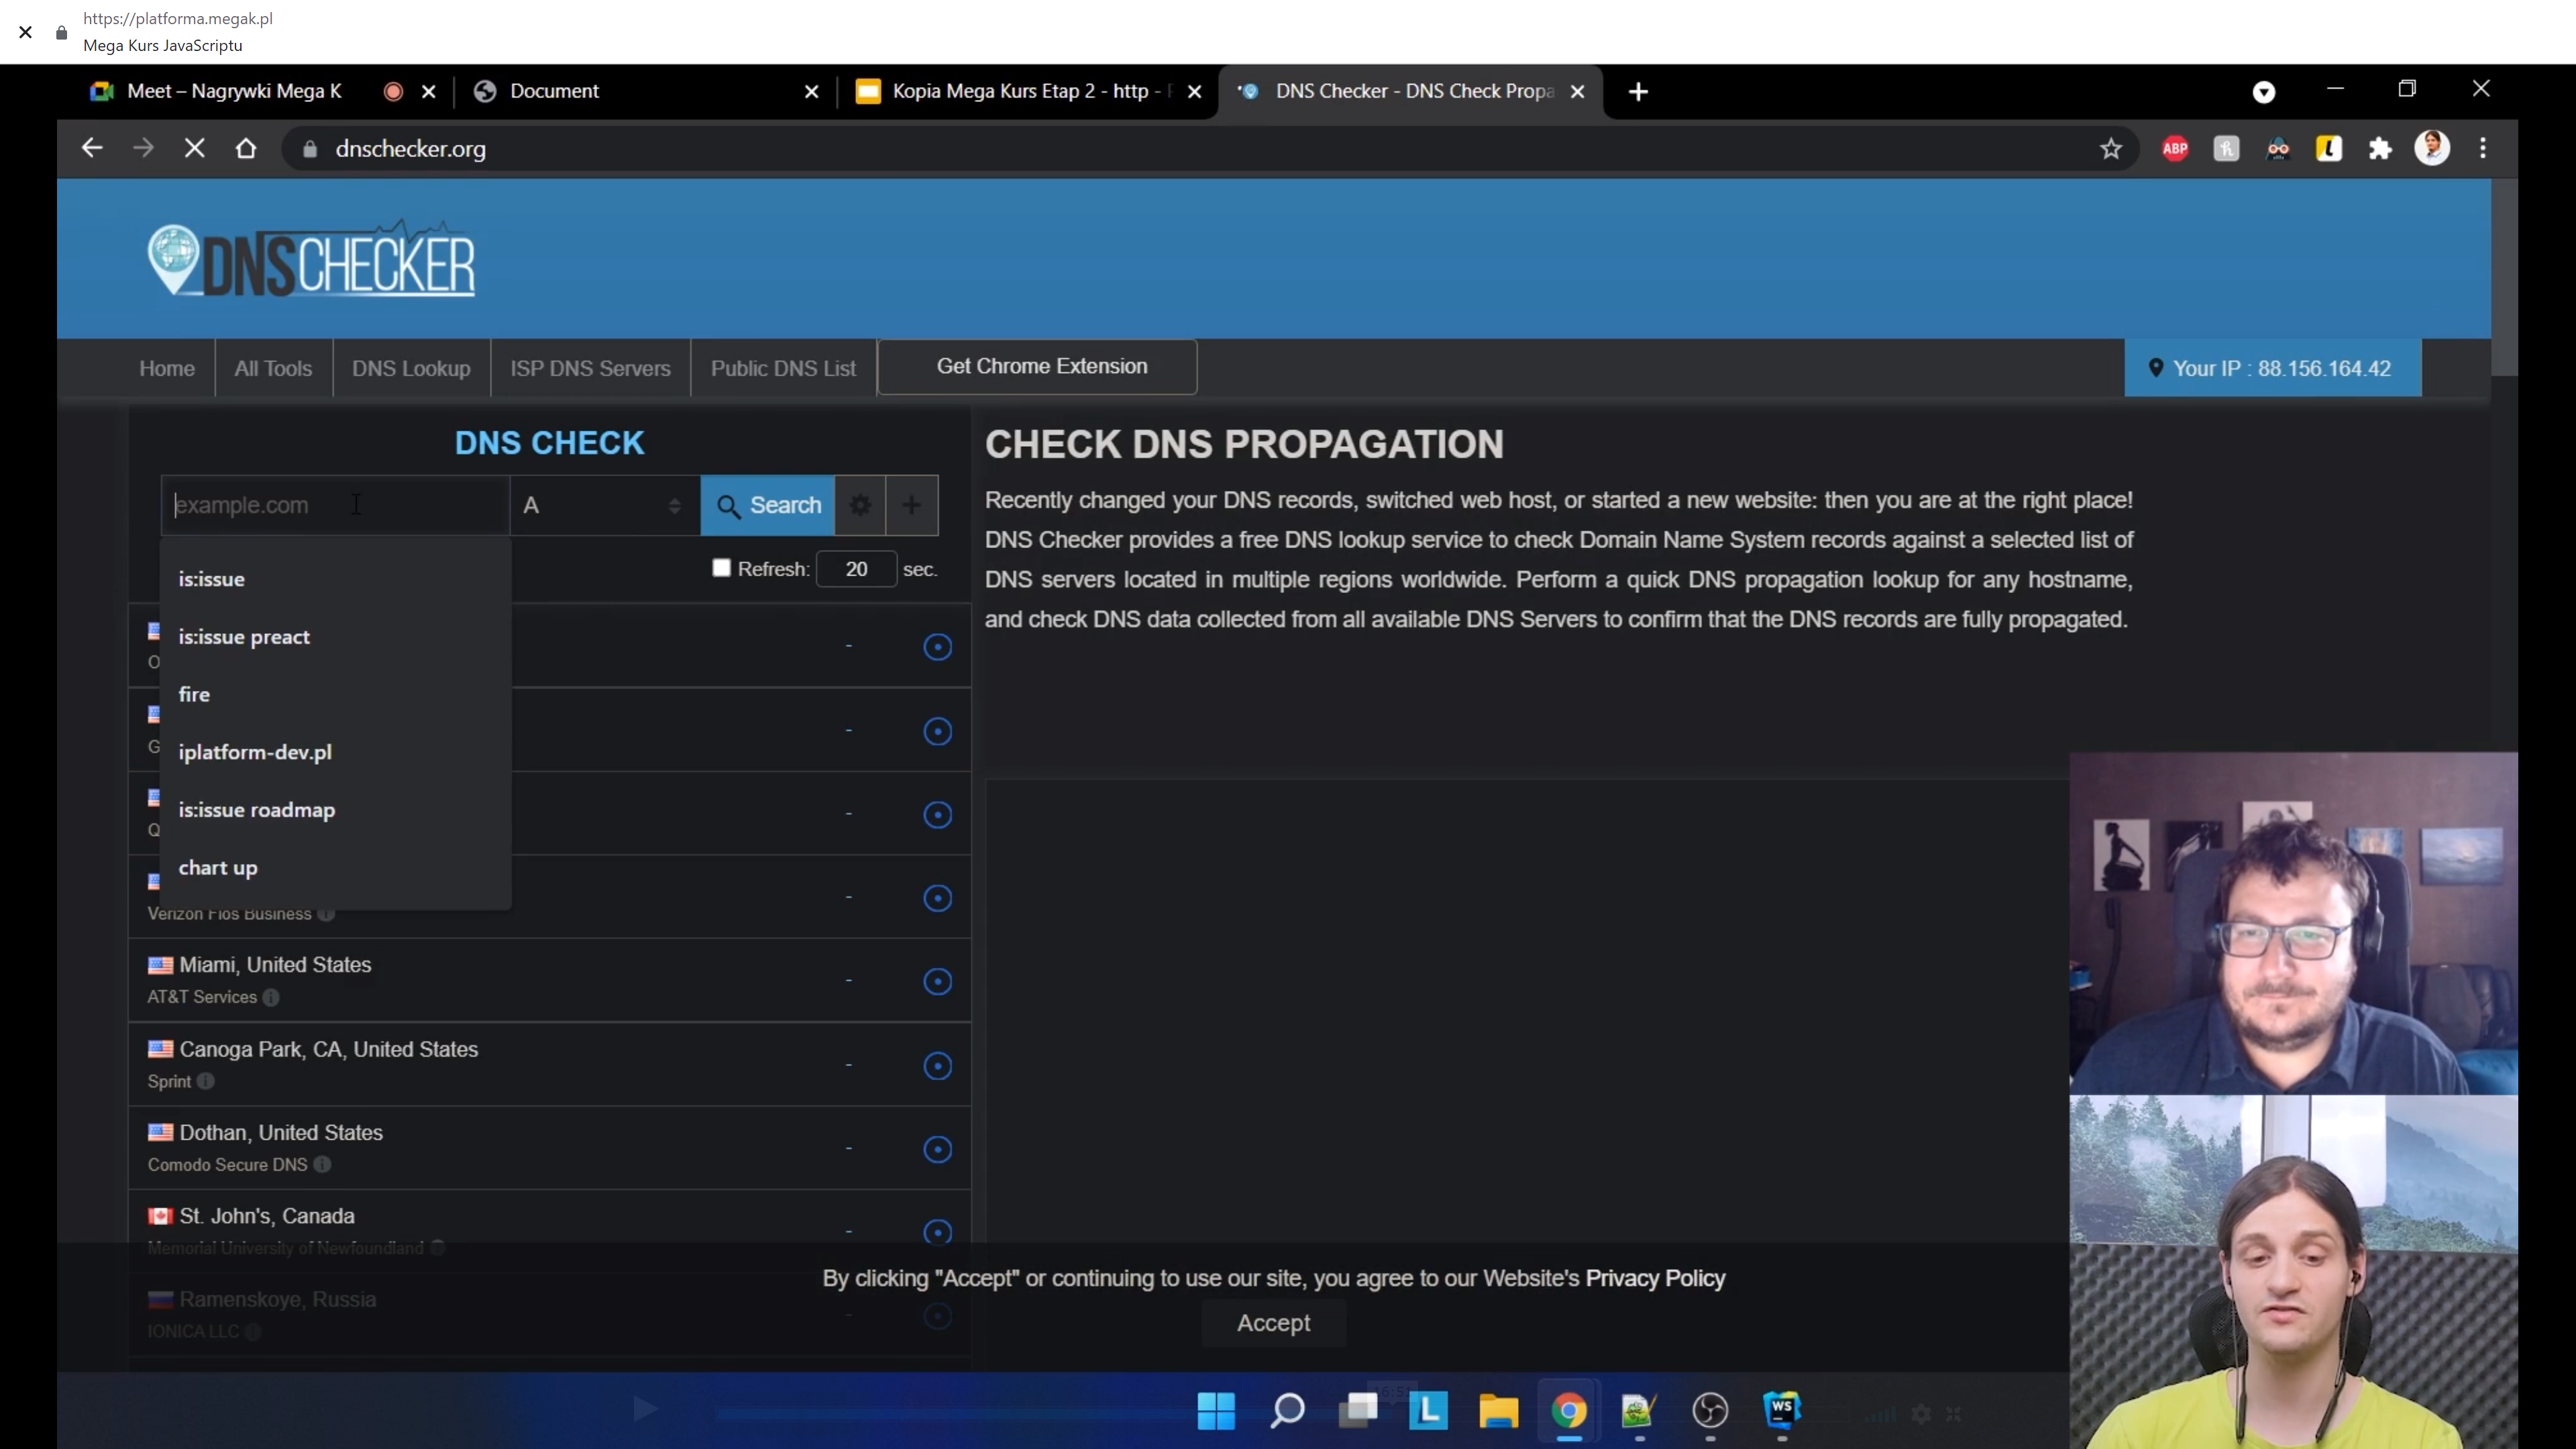 https://platforma.megak.pl
Mega Kurs JavaScriptu
Meet – Nagrywki Mega K
Document
Kopia Mega Kurs Etap 2 - http -
DNS Checker - DNS Check Propa
dnschecker.org
ABP
DNSCHECKER
Home
All Tools
DNS Lookup
ISP DNS Servers
Public DNS List
Get Chrome Extension
Your IP : 88.156.164.42
DNS CHECK
example.com
A
Search
Refresh: 20 sec.
is:issue
is:issue preact
fire
iplatform-dev.pl
is:issue roadmap
chart up
Verizon Fios Business
Miami, United States
AT&T Services
Canoga Park, CA, United States
Sprint
Dothan, United States
Comodo Secure DNS
St. John's, Canada
Memorial University of Newfoundland
Ramenskoye, Russia
IONICA LLC
CHECK DNS PROPAGATION
Recently changed your DNS records, switched web host, or started a new website: then you are at the right place!
DNS Checker provides a free DNS lookup service to check Domain Name System records against a selected list of
DNS servers located in multiple regions worldwide. Perform a quick DNS propagation lookup for any hostname,
and check DNS data collected from all available DNS Servers to confirm that the DNS records are fully propagated.
By clicking "Accept" or continuing to use our site, you agree to our Website's Privacy Policy
Accept
L
WS